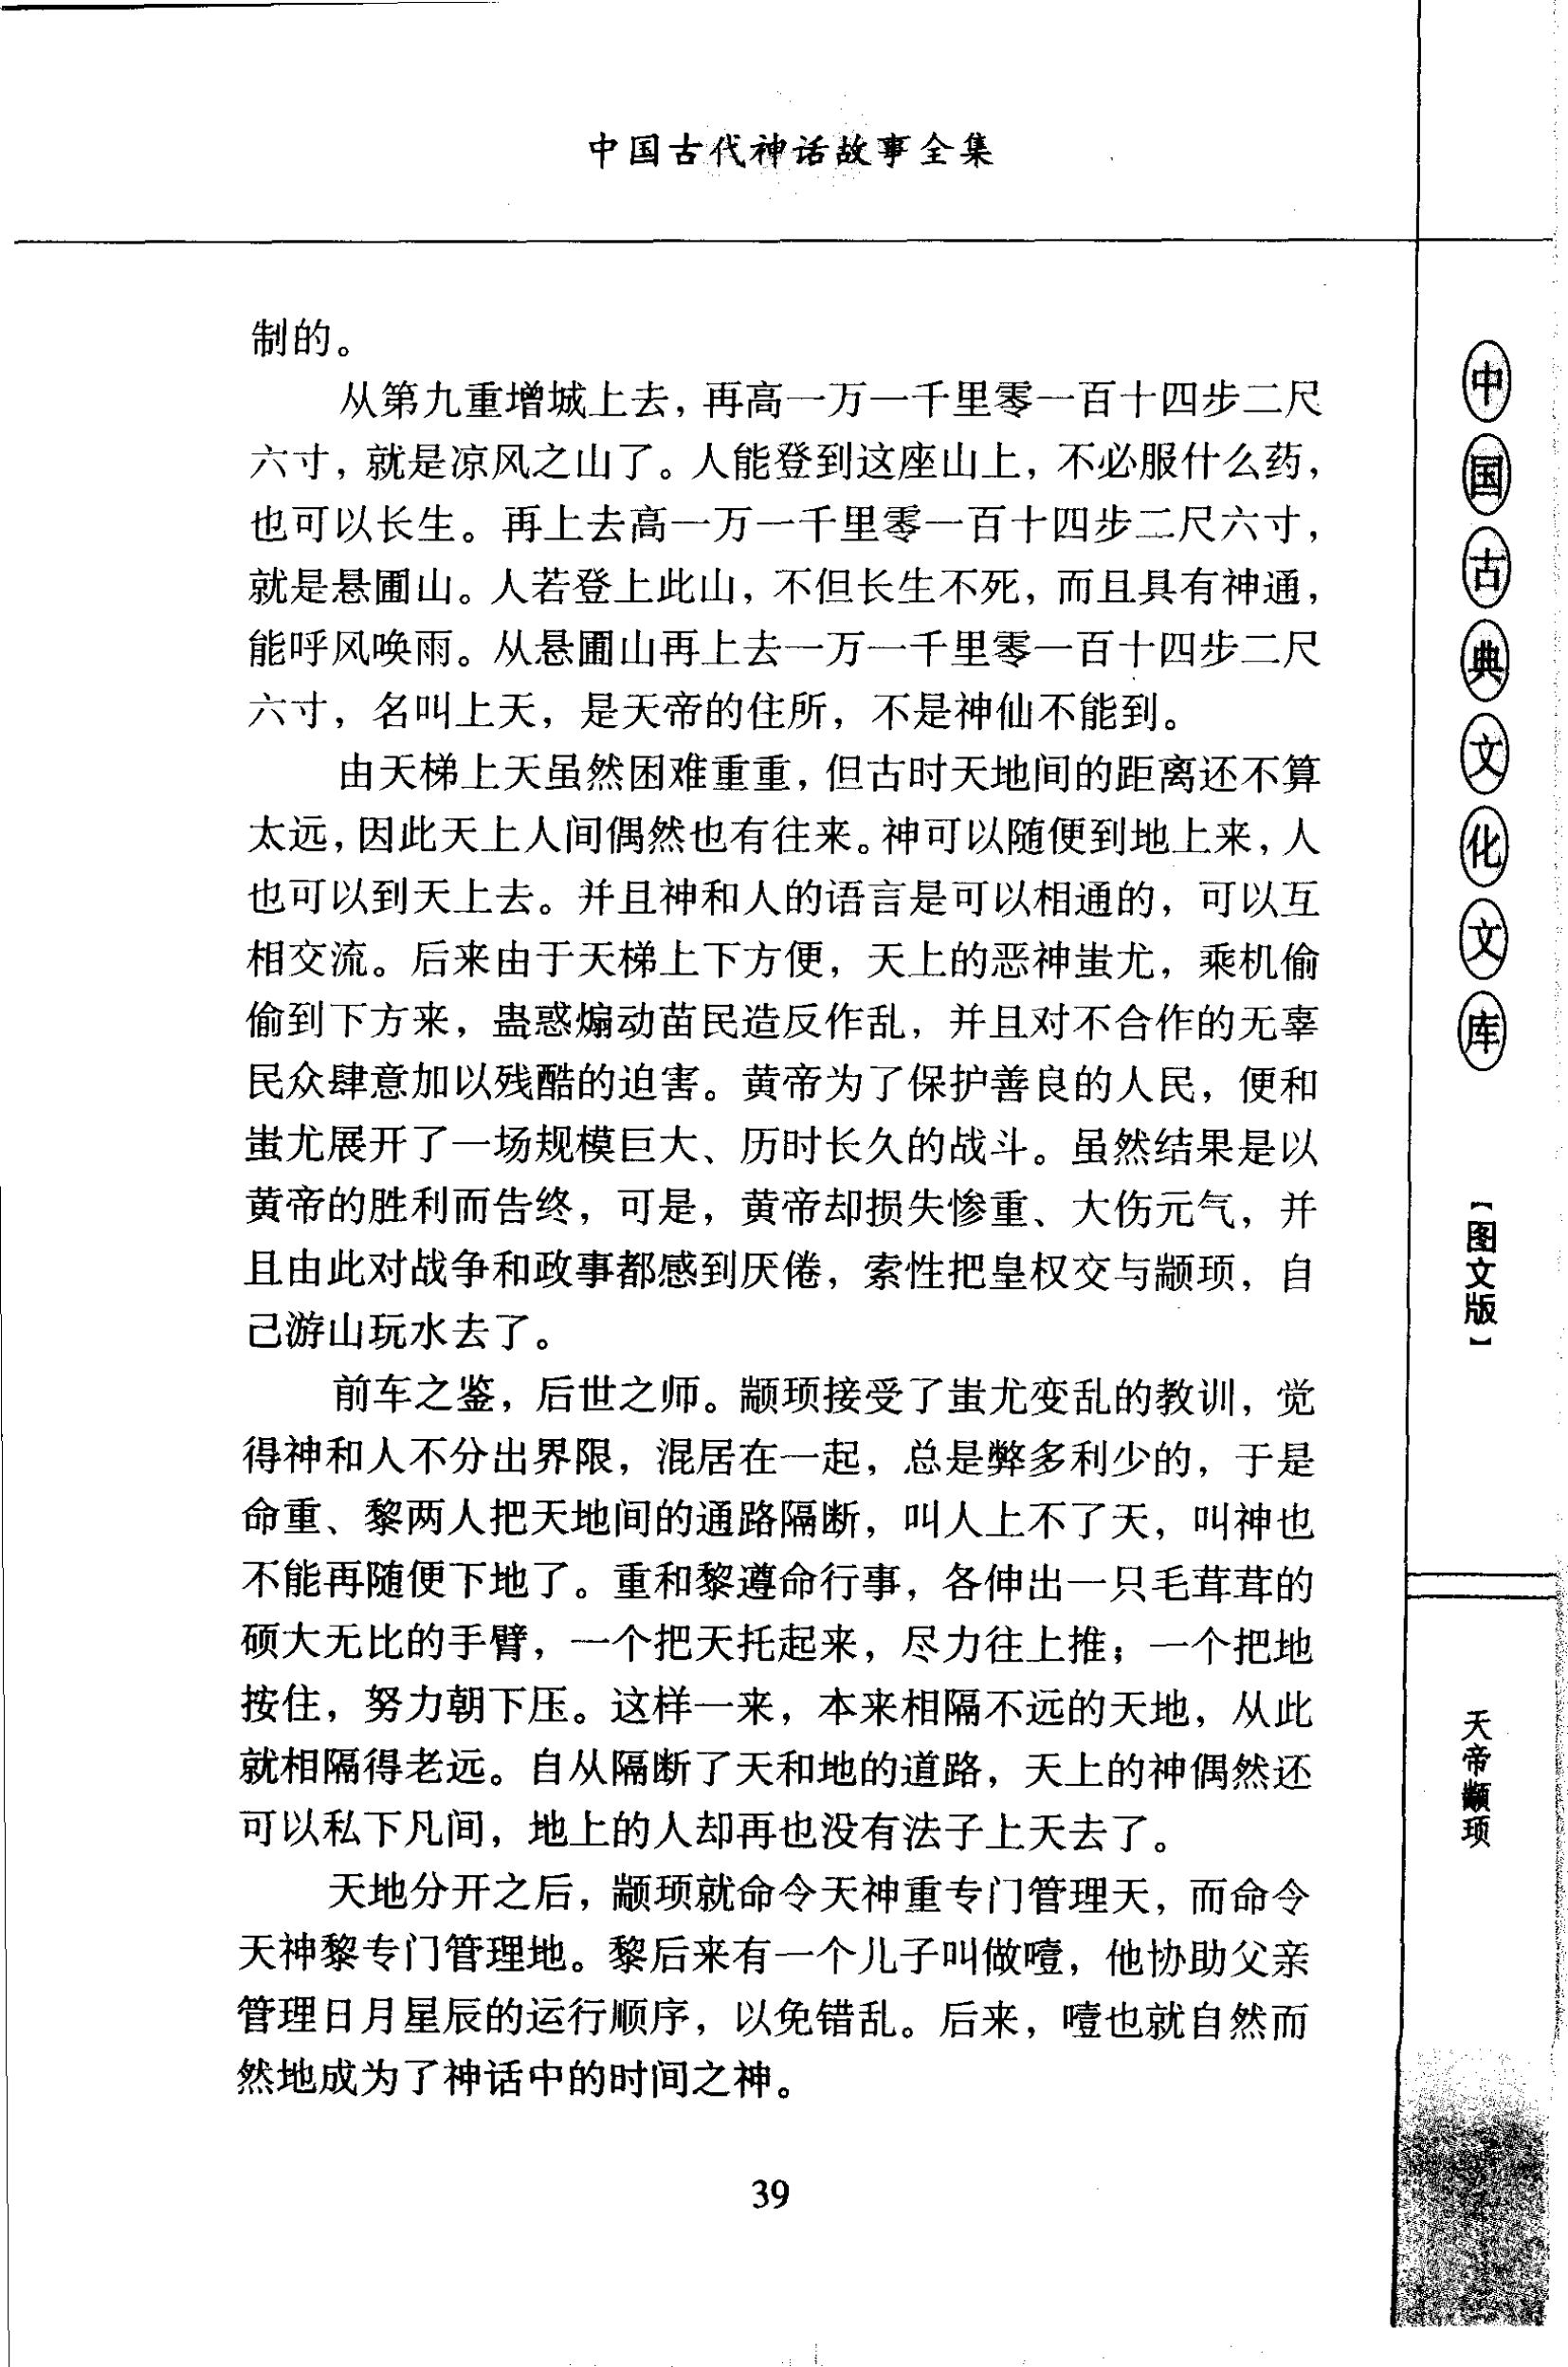 中国古代神话故事全集
制的。
从第九重增城上去，再高一万一千里零一百十四步二尺
六寸，就是凉风之山了。人能登到这座山上，不必服什么药，
也可以长生。再上去高一万一千里零一百十四步二尺六寸，
就是悬圃山。人若登上此山，不但长生不死，而且具有神通，
能呼风唤雨。从悬圃山再上去一万一千里零一百十四步二尺
六寸，名叫上天，是天帝的住所，不是神仙不能到。
由天梯上天虽然困难重重，但古时天地间的距离还不算
太远，因此天上人间偶然也有往来。神可以随便到地上来，人
也可以到天上去。并且神和人的语言是可以相通的，可以互
相交流。后来由于天梯上下方便，天上的恶神蚩尤，乘机偷
偷到下方来，蛊惑煽动苗民造反作乱，并且对不合作的无辜
民众肆意加以残酷的迫害。黄帝为了保护善良的人民，便和
蚩尤展开了一场规模巨大、历时长久的战斗。虽然结果是以
黄帝的胜利而告终，可是，黄帝却损失惨重、大伤元气，并
且由此对战争和政事都感到厌倦，索性把皇权交与颛顼，自
己游山玩水去了。
前车之鉴，后世之师。颛顼接受了蚩尤变乱的教训，觉
得神和人不分出界限，混居在一起，总是弊多利少的，于是
命重、黎两人把天地间的通路隔断，叫人上不了天，叫神也
不能再随便下地了。重和黎遵命行事，各伸出一只毛茸茸的
硕大无比的手臂，一个把天托起来，尽力往上推；一个把地
按住，努力朝下压。这样一来，本来相隔不远的天地，从此
就相隔得老远。自从隔断了天和地的道路，天上的神偶然还
可以私下凡间，地上的人却再也没有法子上天去了。
天地分开之后，颛顼就命令天神重专门管理天，而命令
天神黎专门管理地。黎后来有一个儿子叫做噎，他协助父亲
管理日月星辰的运行顺序，以免错乱。后来，噎也就自然而
然地成为了神话中的时间之神。
39
中国古典文化文库
【图文版】
天帝颛顼